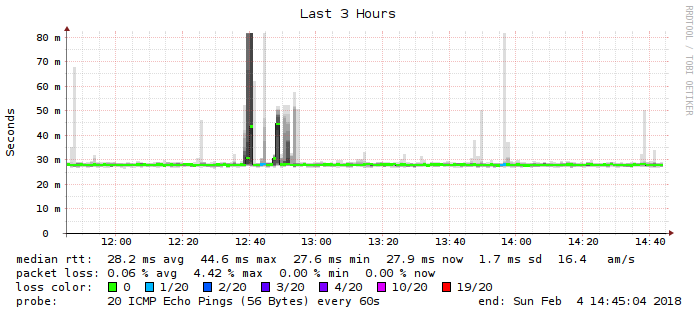 Last 3 Hours
RRDTOOL / TOBI OETIKER
Seconds
80 m
70 m
60 m
50 m
40 m
30 m
20 m
10 m
0
12:00 12:20 12:40 13:00 13:20 13:40 14:00 14:20 14:40
median rtt: 28.2 ms avg 44.6 ms max 27.6 ms min 27.9 ms now 1.7 ms sd 16.4 am/s
packet loss: 0.06 % avg 4.42 % max 0.00 % min 0.00 % now
loss color: 0 1/20 2/20 3/20 4/20 10/20 19/20
probe: 20 ICMP Echo Pings (56 Bytes) every 60s end: Sun Feb 4 14:45:04 2018